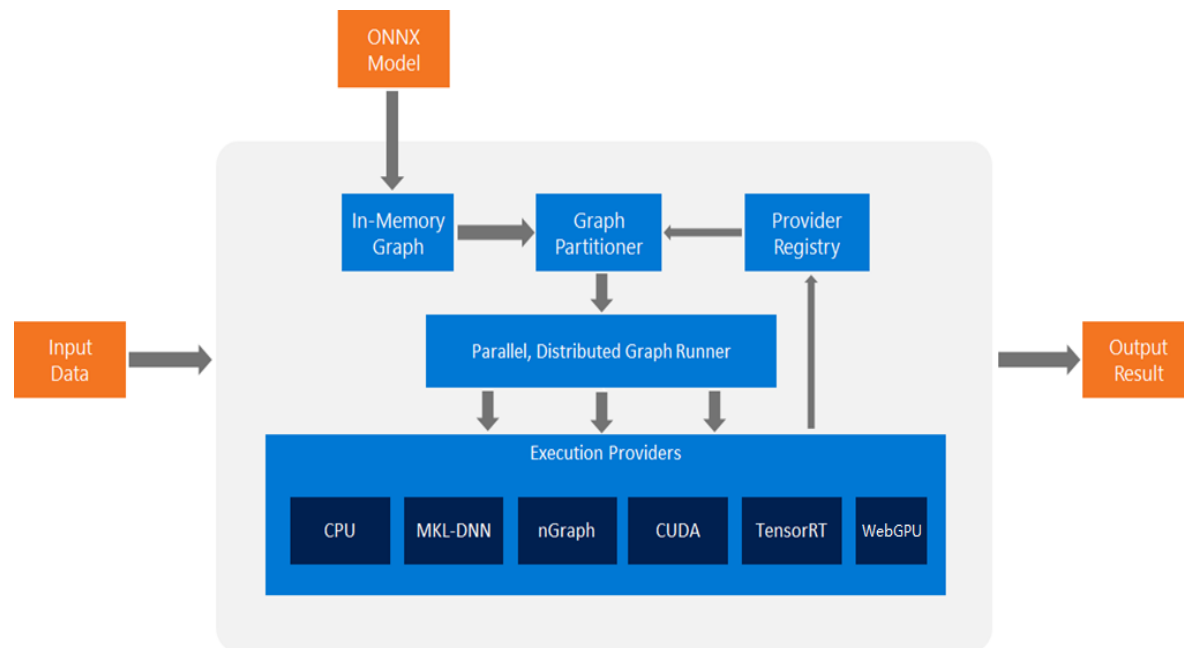 ONNX
Model
In-Memory
Graph
Graph
Partitioner
Provider
Registry
Input
Data
Parallel, Distributed Graph Runner
Output
Result
Execution Providers
CPU
MKL-DNN
nGraph
CUDA
TensorRT
WebGPU